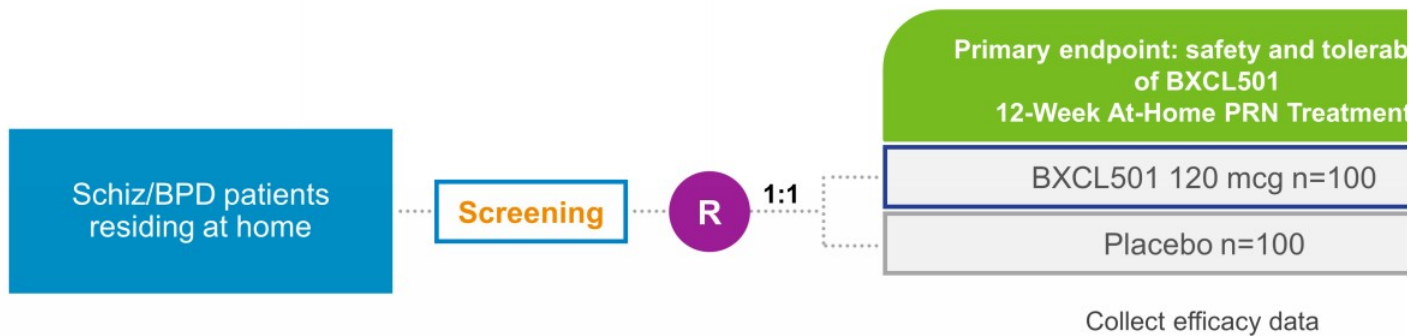 Primary endpoint: safety and tolerab
of BXCL501
12-Week At-Home PRN Treatment
Schiz/BPD patients
residing at home
Screening
R
1:1
BXCL501 120 mcg n=100
Placebo n=100
Collect efficacy data